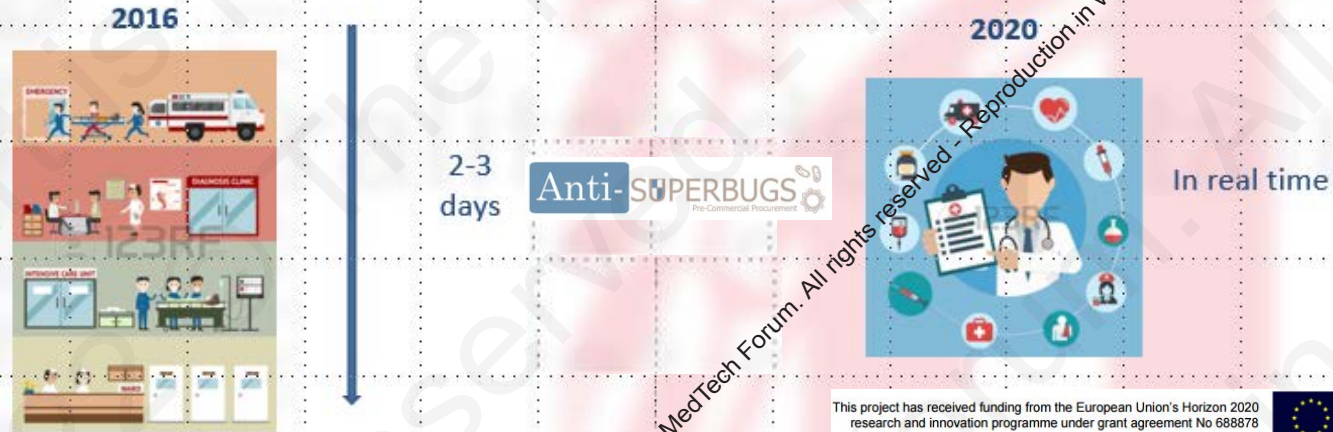 2016
2020
EMERGENCY
DIAGNOSIS CLINIC
123RF
INTENSIVE CARE UNIT
WARD
2-3
days
Anti-SUPERBUGS
Pre-Commercial Procurement
In real time
MedTech Forum. All rights reserved - Reproduction in w
This project has received funding from the European Union's Horizon 2020
research and innovation programme under grant agreement No 688878